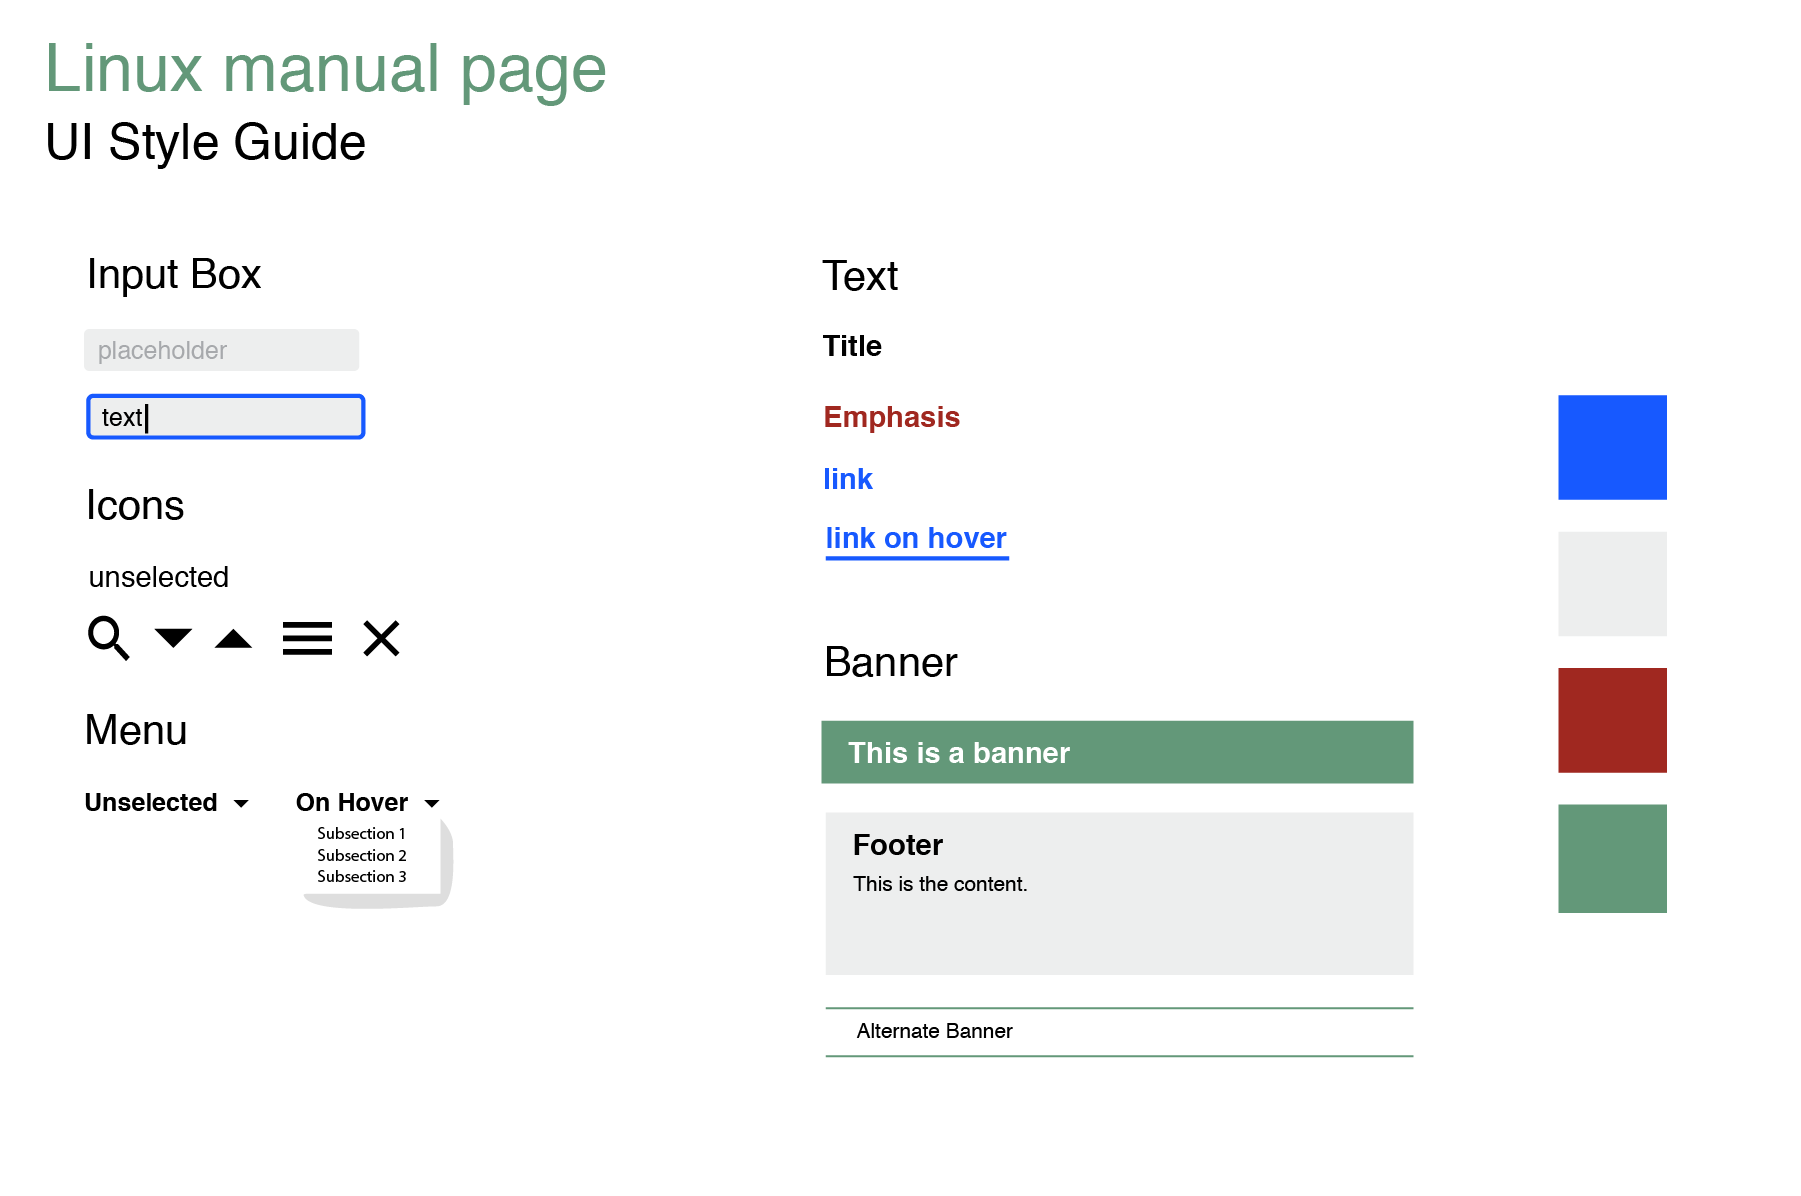 Linux manual page
UI Style Guide
Input Box
placeholder
text
Icons
unselected
Menu
Unselected
On Hover
Subsection 1
Subsection 2
Subsection 3
Text
Title
Emphasis
link
link on hover
Banner
This is a banner
Footer
This is the content.
Alternate Banner